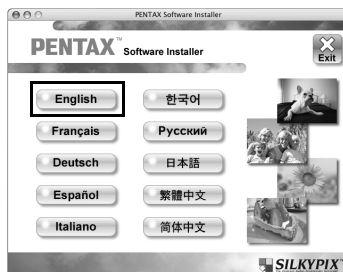 PENTAX Software Installer
PENTAX™ Software Installer
Exit
English
한국어
Français
Русский
Deutsch
日本語
Español
繁體中文
Italiano
简体中文
SILKYPIX